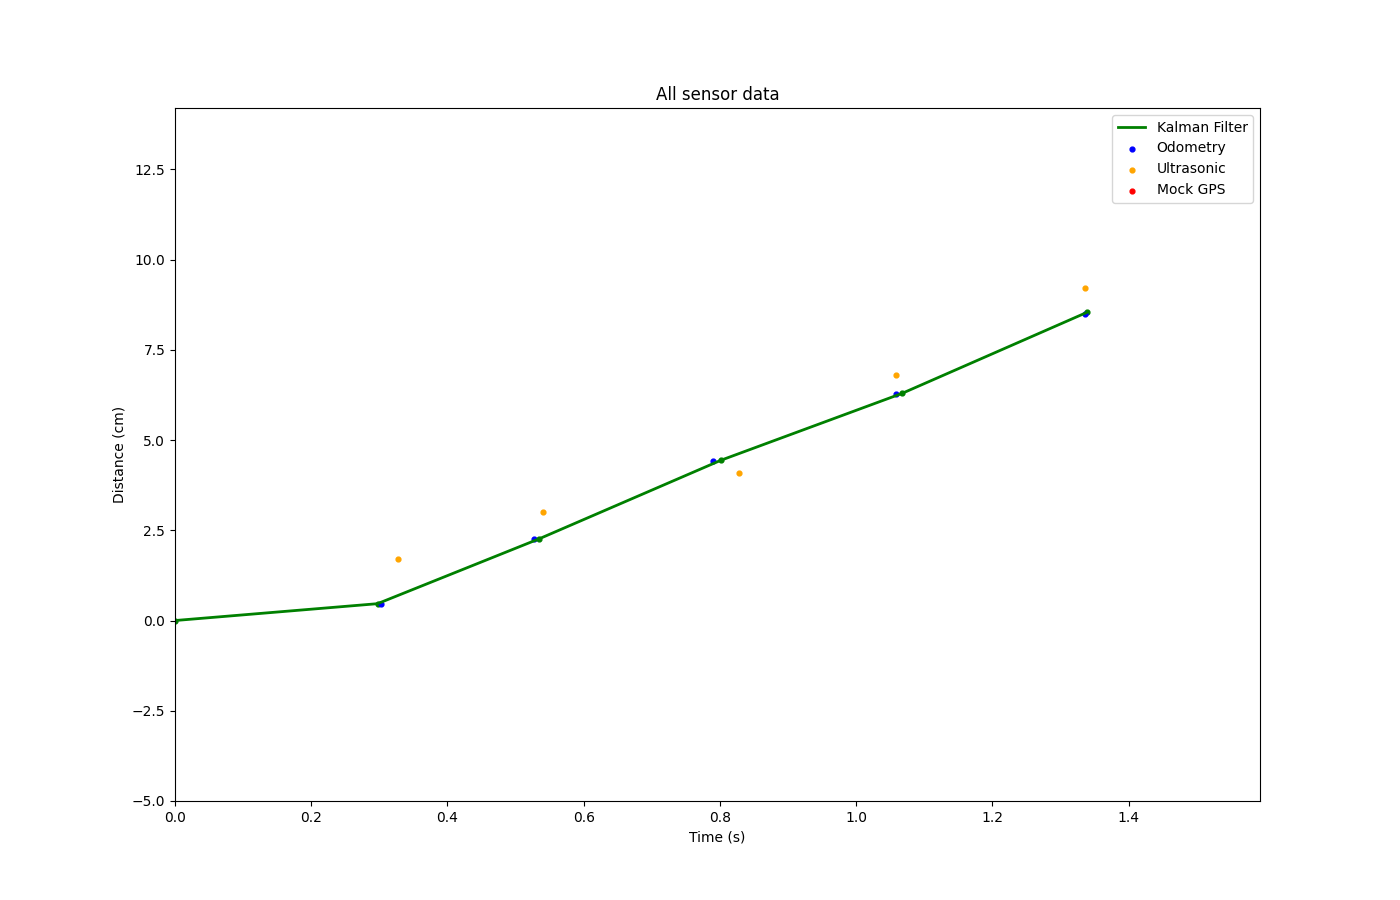 All sensor data
Kalman Filter
Odometry
Ultrasonic
Mock GPS
12.5
10.0
7.5
5.0
2.5
0.0
−2.5
−5.0
Distance (cm)
0.0 0.2 0.4 0.6 0.8 1.0 1.2 1.4
Time (s)